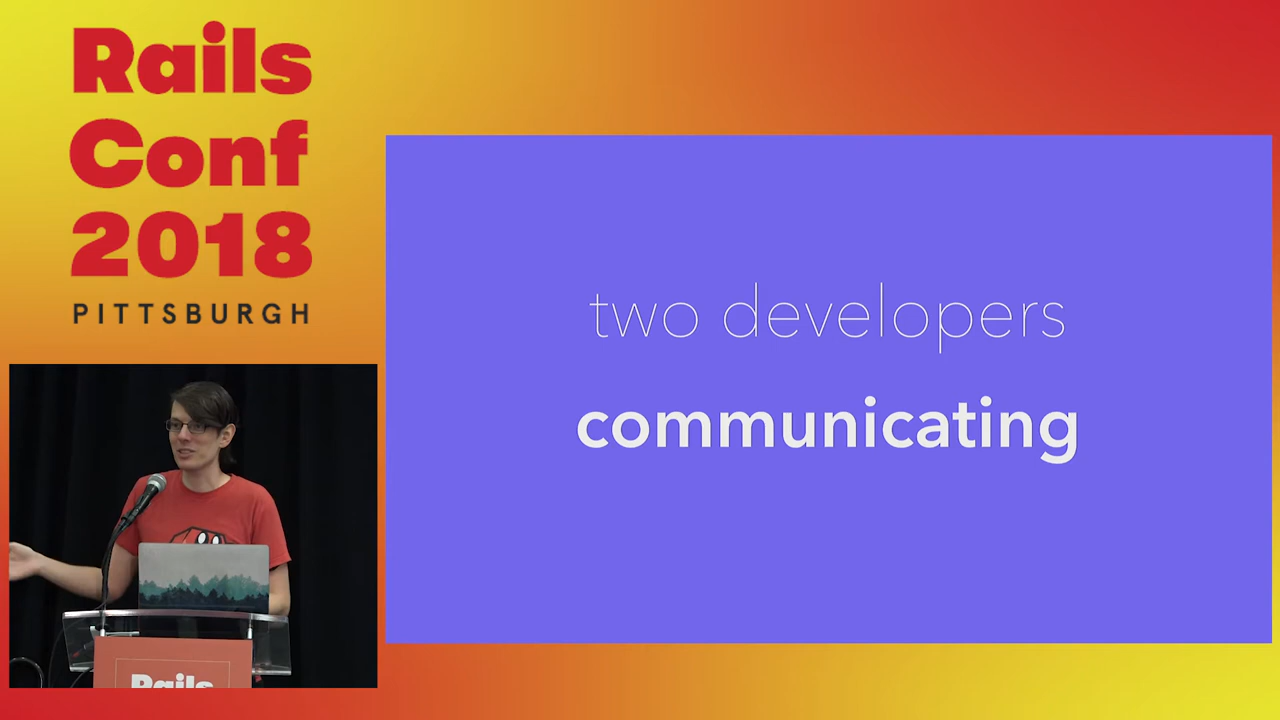 Rails
Conf
2018
PITTSBURGH
two developers
communicating
Rails